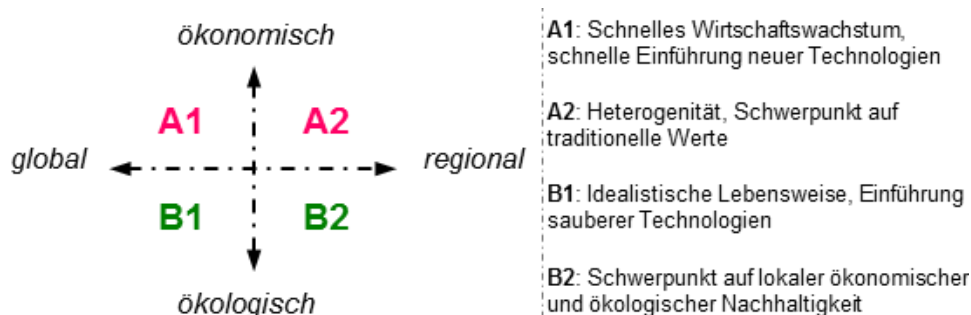 ökonomisch
A1 A2
global regional
B1 B2
ökologisch
A1: Schnelles Wirtschaftswachstum,
schnelle Einführung neuer Technologien
A2: Heterogenität, Schwerpunkt auf
traditionelle Werte
B1: Idealistische Lebensweise, Einführung
sauberer Technologien
B2: Schwerpunkt auf lokaler ökonomischer
und ökologischer Nachhaltigkeit